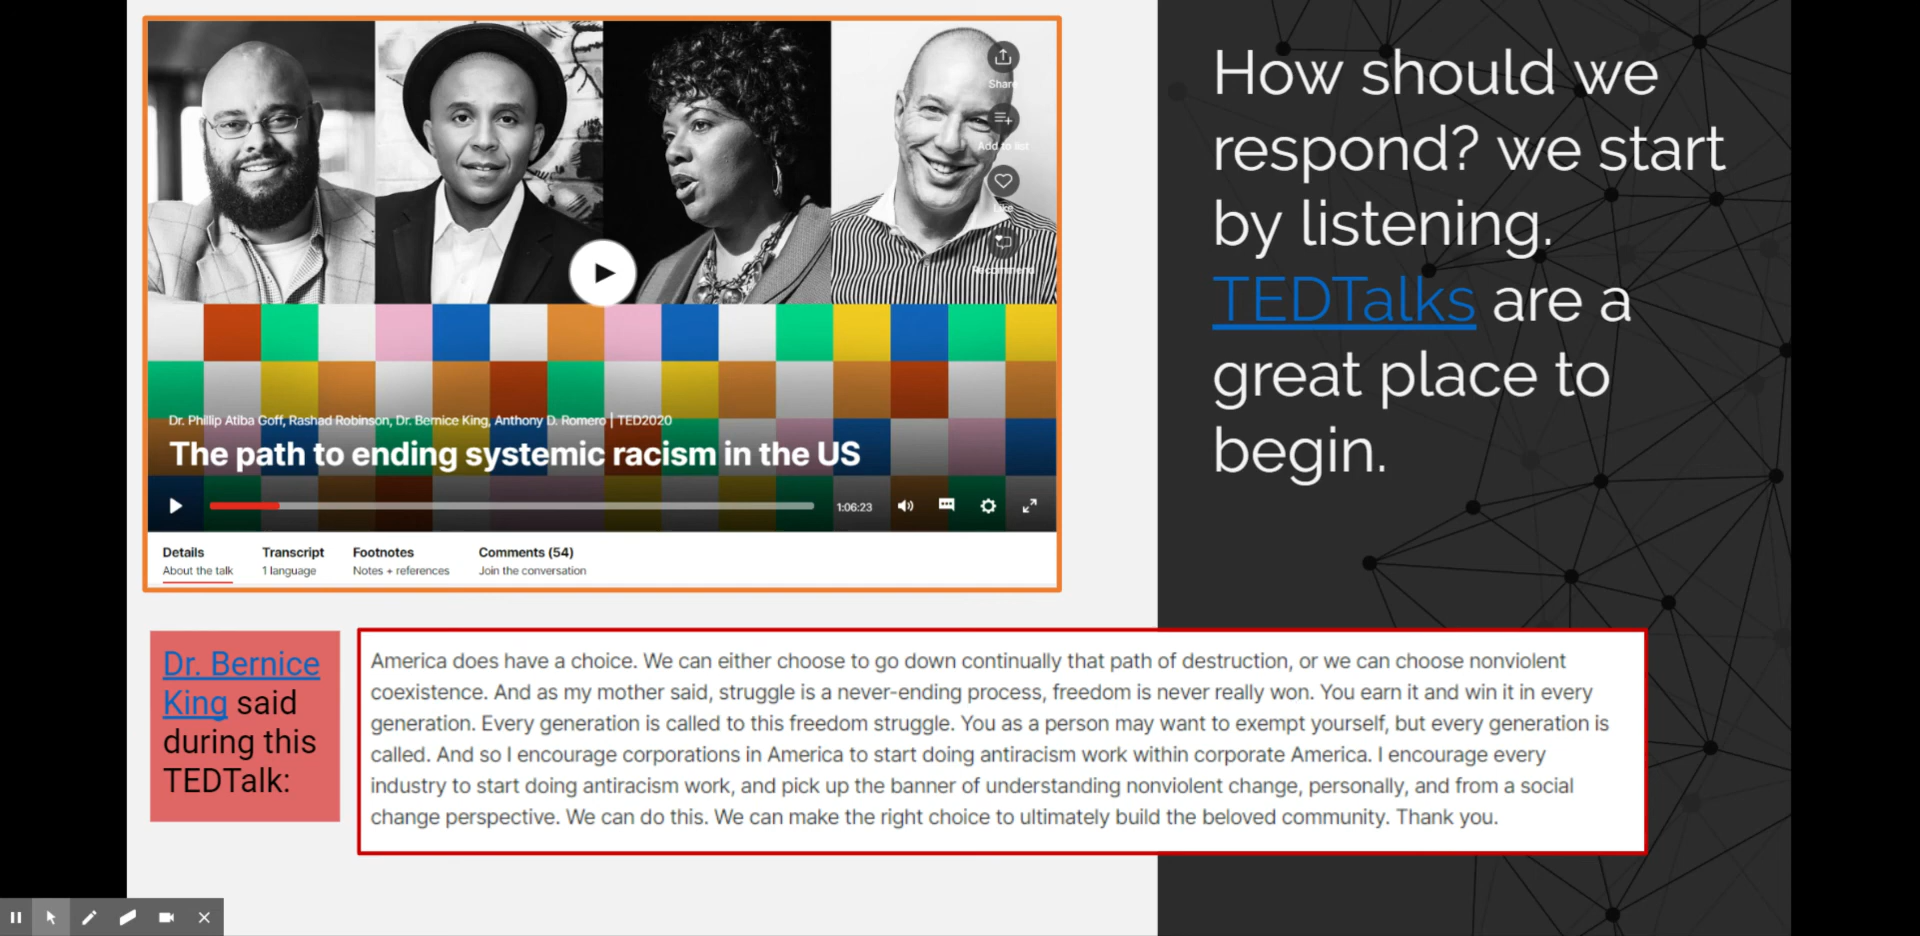 Share
Add to list
Recommend
Dr. Phillip Atiba Goff, Rashad Robinson, Dr. Bernice King, Anthony D. Romero | TED2020
The path to ending systemic racism in the US
1:06:23
Details
About the talk
Transcript
1 language
Footnotes
Notes + references
Comments (54)
Join the conversation
How should we
respond? we start
by listening.
TEDTalks are a
great place to
begin.
Dr. Bernice
King said
during this
TEDTalk:
America does have a choice. We can either choose to go down continually that path of destruction, or we can choose nonviolent
coexistence. And as my mother said, struggle is a never-ending process, freedom is never really won. You earn it and win it in every
generation. Every generation is called to this freedom struggle. You as a person may want to exempt yourself, but every generation is
called. And so I encourage corporations in America to start doing antiracism work within corporate America. I encourage every
industry to start doing antiracism work, and pick up the banner of understanding nonviolent change, personally, and from a social
change perspective. We can do this. We can make the right choice to ultimately build the beloved community. Thank you.